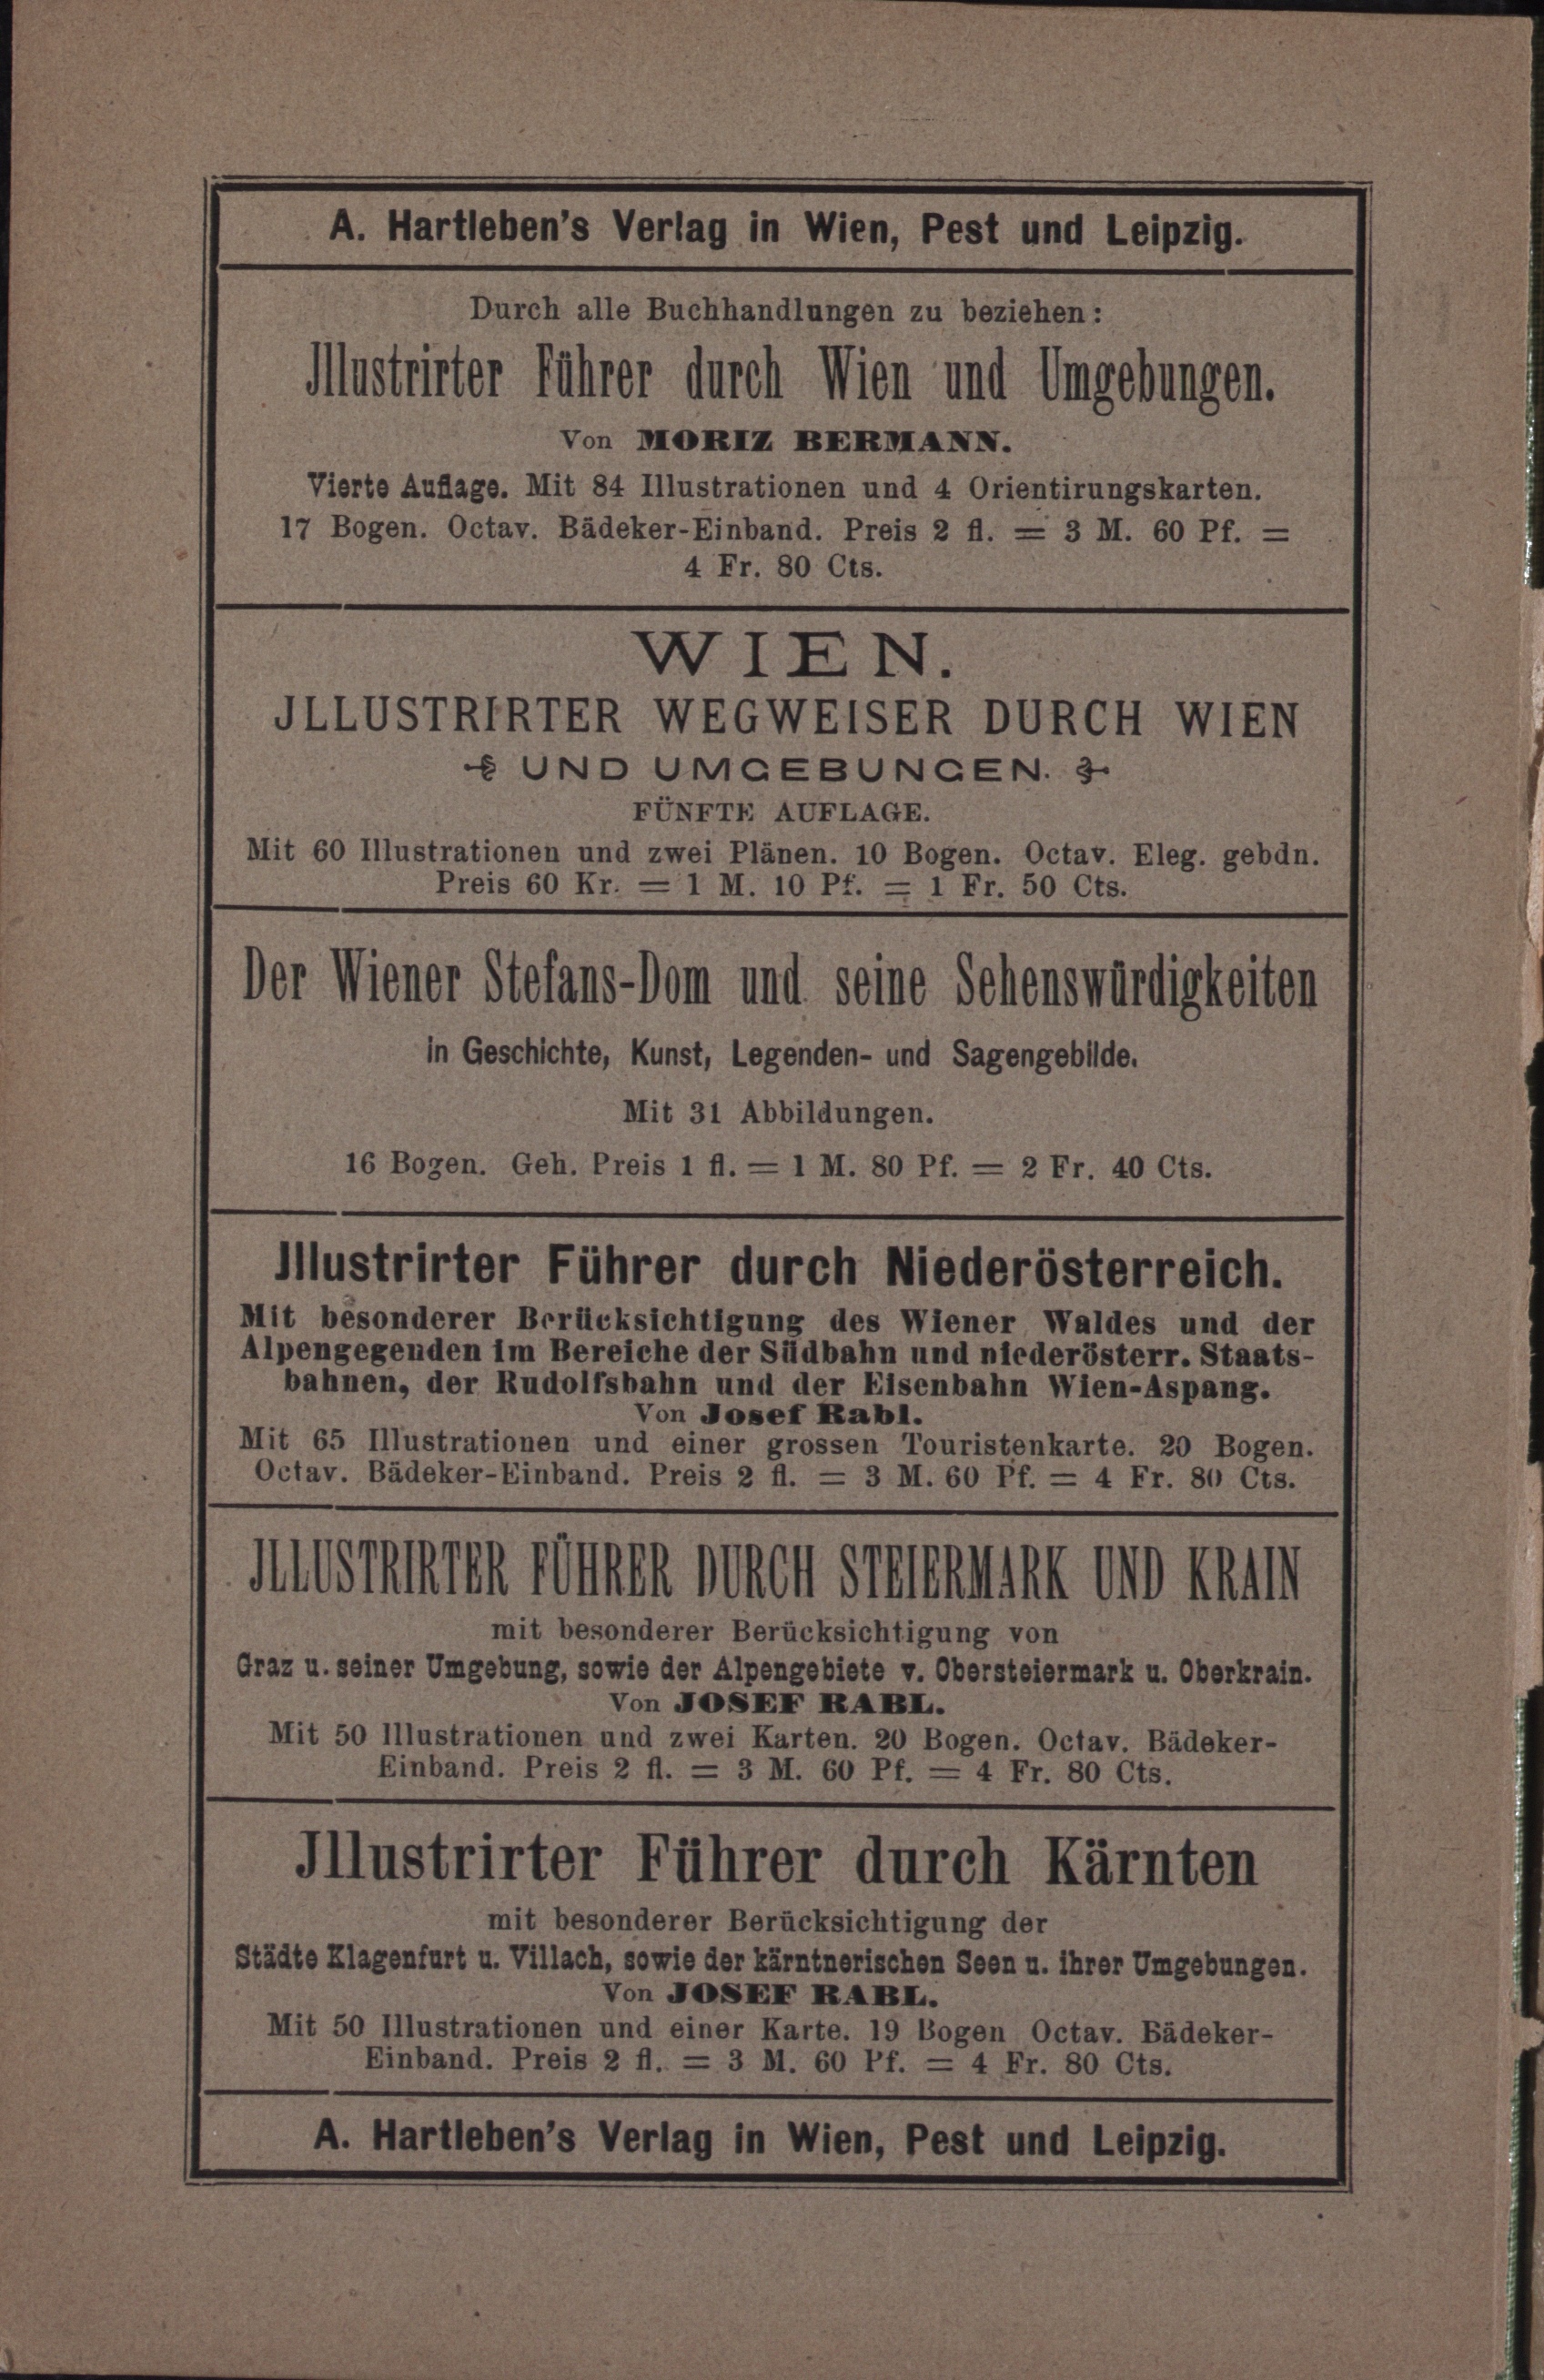 A. Hartleben's Verlag in Wien, Pest und Leipzig.
Durch alle Buchhandlungen zu beziehen:
Jllustrirter Führer durch Wien und Umgebungen.
Von MORIZ BERMANN.
Vierte Auflage. Mit 84 Illustrationen und 4 Orientirungskarten.
17 Bogen. Octav. Bädeker-Einband. Preis 2 fl. = 3 M. 60 Pf. =
4 Fr. 80 Cts.
WIEN.
JLLUSTRIRTER WEGWEISER DURCH WIEN
UND UMGEBUNGEN.
FÜNFTE AUFLAGE.
Mit 60 Illustrationen und zwei Plänen. 10 Bogen. Octav. Eleg. gebdn.
Preis 60 Kr. = 1 M. 10 Pf. = 1 Fr. 50 Cts.
Der Wiener Stefans-Dom und seine Sehenswürdigkeiten
in Geschichte, Kunst, Legenden- und Sagengebilde.
Mit 31 Abbildungen.
16 Bogen. Geh. Preis 1 fl. = 1 M. 80 Pf. = 2 Fr. 40 Cts.
Jllustrirter Führer durch Niederösterreich.
Mit besonderer Berücksichtigung des Wiener Waldes und der
Alpengegenden im Bereiche der Südbahn und niederösterr. Staats-
bahnen, der Rudolfsbahn und der Eisenbahn Wien-Aspang.
Von Josef Rabl.
Mit 65 Illustrationen und einer grossen Touristenkarte. 20 Bogen.
Octav. Bädeker-Einband. Preis 2 fl. = 3 M. 60 Pf. = 4 Fr. 80 Cts.
JLLUSTRIRTER FÜHRER DURCH STEIERMARK UND KRAIN
mit besonderer Berücksichtigung von
Graz u. seiner Umgebung, sowie der Alpengebiete v. Obersteiermark u. Oberkrain.
Von JOSEF RABL.
Mit 50 Illustrationen und zwei Karten. 20 Bogen. Octav. Bädeker-
Einband. Preis 2 fl. = 3 M. 60 Pf. = 4 Fr. 80 Cts.
Jllustrirter Führer durch Kärnten
mit besonderer Berücksichtigung der
Städte Klagenfurt u. Villach, sowie der kärntnerischen Seen u. ihrer Umgebungen.
Von JOSEF RABL.
Mit 50 Illustrationen und einer Karte. 19 Bogen Octav. Bädeker-
Einband. Preis 2 fl. = 3 M. 60 Pf. = 4 Fr. 80 Cts.
A. Hartleben's Verlag in Wien, Pest und Leipzig.